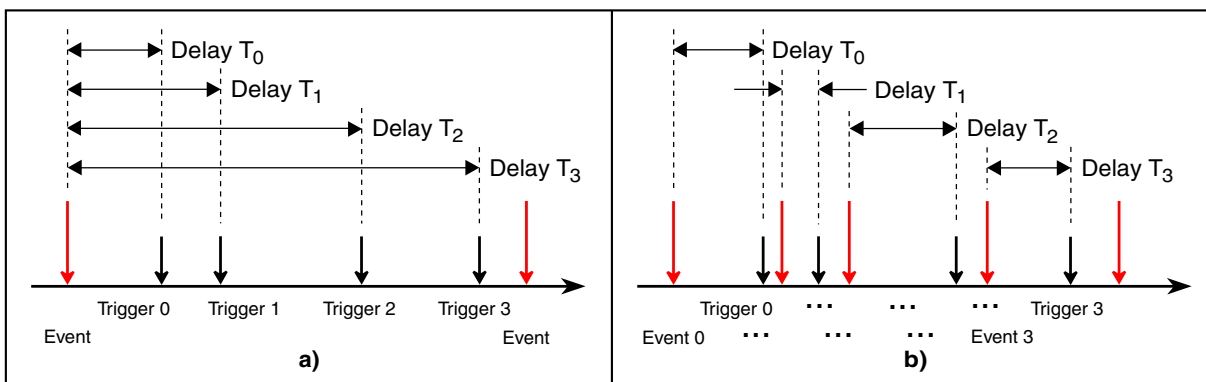 Delay T0
Delay T1
Delay T2
Delay T3
Trigger 0 Trigger 1 Trigger 2 Trigger 3
Event Event
a)
Delay T0
Delay T1
Delay T2
Delay T3
Trigger 0 ... ... ... Trigger 3
Event 0 ... ... ... Event 3
b)